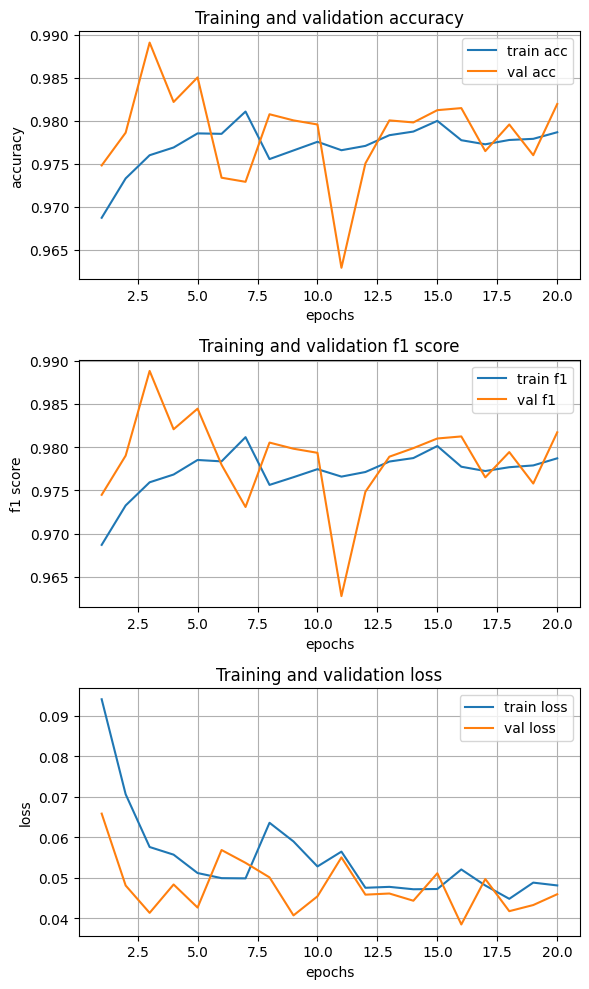 Training and validation accuracy
0.990
0.985
0.980
0.975
0.970
0.965
accuracy
train acc
val acc
2.5 5.0 7.5 10.0 12.5 15.0 17.5 20.0
epochs
Training and validation f1 score
0.990
0.985
0.980
0.975
0.970
0.965
f1 score
train f1
val f1
2.5 5.0 7.5 10.0 12.5 15.0 17.5 20.0
epochs
Training and validation loss
0.09
0.08
0.07
0.06
0.05
0.04
loss
train loss
val loss
2.5 5.0 7.5 10.0 12.5 15.0 17.5 20.0
epochs